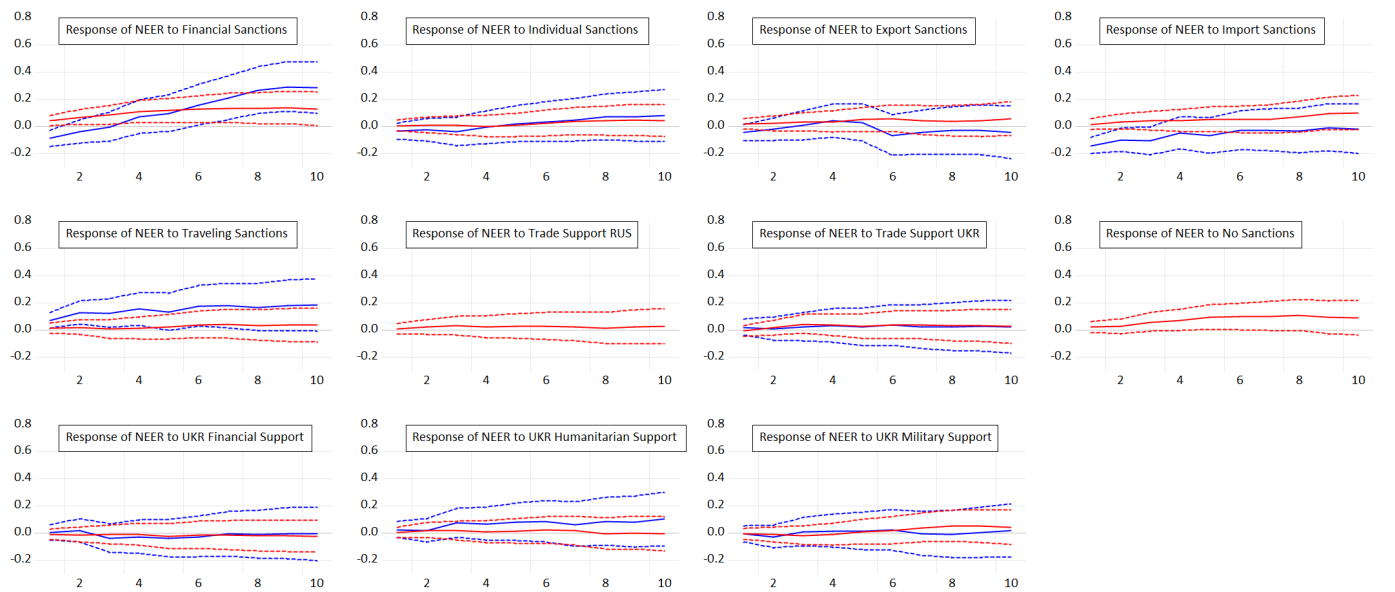 0.8 0.8 0.8 0.8
Response of NEER to Financial Sanctions Response of NEER to Individual Sanctions Response of NEER to Export Sanctions Response of NEER to Import Sanctions
0.6 0.6 0.6 0.6
0.4 0.4 0.4 0.4
0.2 0.2 0.2 0.2
0.0 0.0 0.0 0.0
-0.2 -0.2 -0.2 -0.2
2 4 6 8 10 2 4 6 8 10 2 4 6 8 10 2 4 6 8 10
0.8 0.8 0.8 0.8
Response of NEER to Traveling Sanctions Response of NEER to Trade Support RUS Response of NEER to Trade Support UKR Response of NEER to No Sanctions
0.6 0.6 0.6 0.6
0.4 0.4 0.4 0.4
0.2 0.2 0.2 0.2
0.0 0.0 0.0 0.0
-0.2 -0.2 -0.2 -0.2
2 4 6 8 10 2 4 6 8 10 2 4 6 8 10 2 4 6 8 10
0.8 0.8 0.8
Response of NEER to UKR Financial Support Response of NEER to UKR Humanitarian Support Response of NEER to UKR Military Support
0.6 0.6 0.6
0.4 0.4 0.4
0.2 0.2 0.2
0.0 0.0 0.0
-0.2 -0.2 -0.2
2 4 6 8 10 2 4 6 8 10 2 4 6 8 10